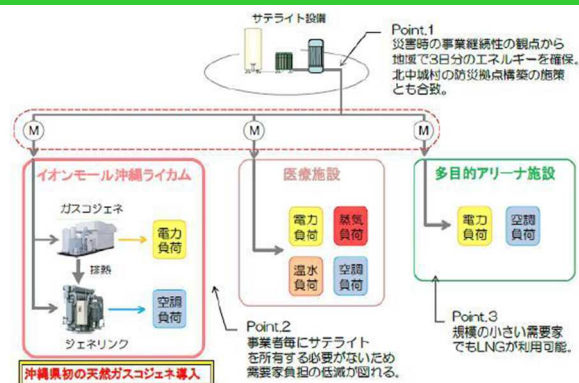 サテライト設備
Point.1
災害時の事業継続性の観点から
地域で3日分のエネルギーを確保。
北中城村の防災拠点構築の施策
とも合致。
M
M
M
イオンモール沖縄ライカム
ガスコジェネ
電力
負荷
排熱
空調
負荷
ジェネリンク
沖縄県初の天然ガスコジェネ導入
医療施設
電力
負荷
蒸気
負荷
温水
負荷
空調
負荷
Point.2
事業者毎にサテライト
を所有する必要がないため
需要家負担の低減が図れる。
多目的アリーナ施設
電力
負荷
空調
負荷
Point.3
規模の小さい需要家
でもLNGが利用可能。